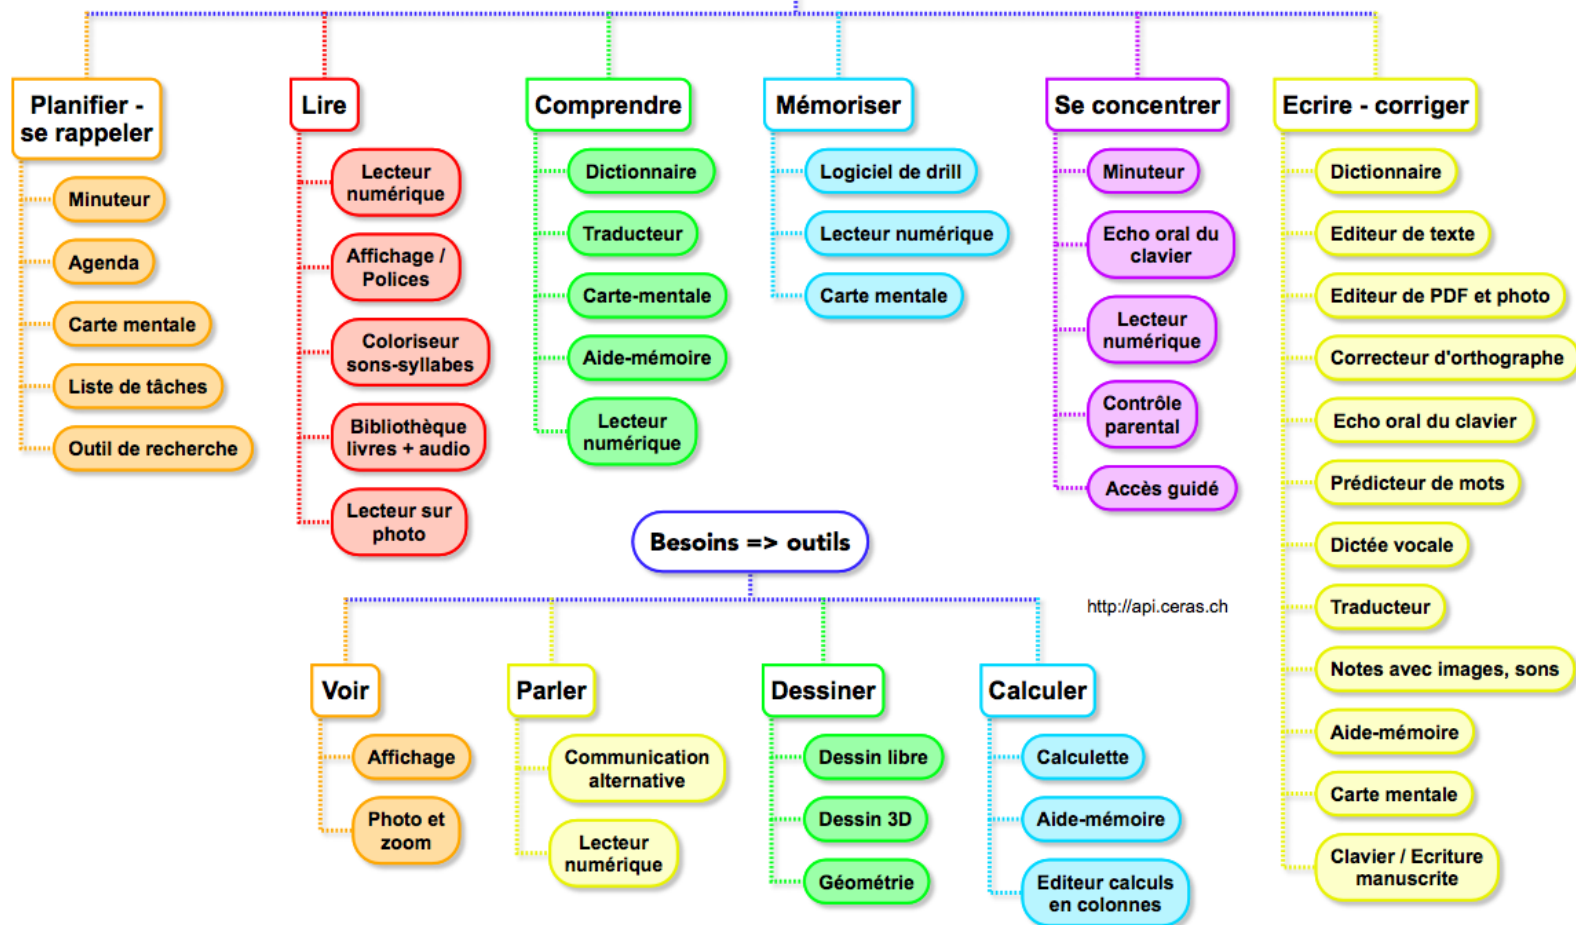 Planifier -
se rappeler
Minuteur
Agenda
Carte mentale
Liste de tâches
Outil de recherche
Lire
Lecteur
numérique
Affichage /
Polices
Coloriseur
sons-syllabes
Bibliothèque
livres + audio
Lecteur sur
photo
Comprendre
Dictionnaire
Traducteur
Carte-mentale
Aide-mémoire
Lecteur
numérique
Mémoriser
Logiciel de drill
Lecteur numérique
Carte mentale
Se concentrer
Minuteur
Echo oral du
clavier
Lecteur
numérique
Contrôle
parental
Accès guidé
Ecrire - corriger
Dictionnaire
Editeur de texte
Editeur de PDF et photo
Correcteur d'orthographe
Echo oral du clavier
Prédicteur de mots
Dictée vocale
Traducteur
Notes avec images, sons
Aide-mémoire
Carte mentale
Clavier / Ecriture
manuscrite
Besoins => outils
http://api.ceras.ch
Voir
Affichage
Photo et
zoom
Parler
Communication
alternative
Lecteur
numérique
Dessiner
Dessin libre
Dessin 3D
Géométrie
Calculer
Calculette
Aide-mémoire
Editeur calculs
en colonnes